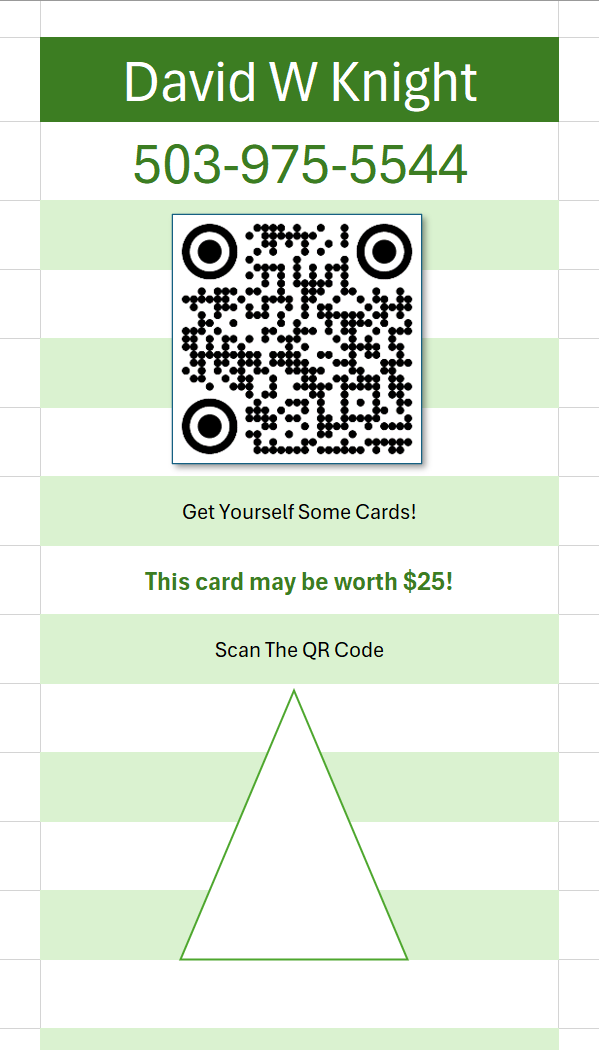 David W Knight
503-975-5544
Get Yourself Some Cards!
This card may be worth $25!
Scan The QR Code